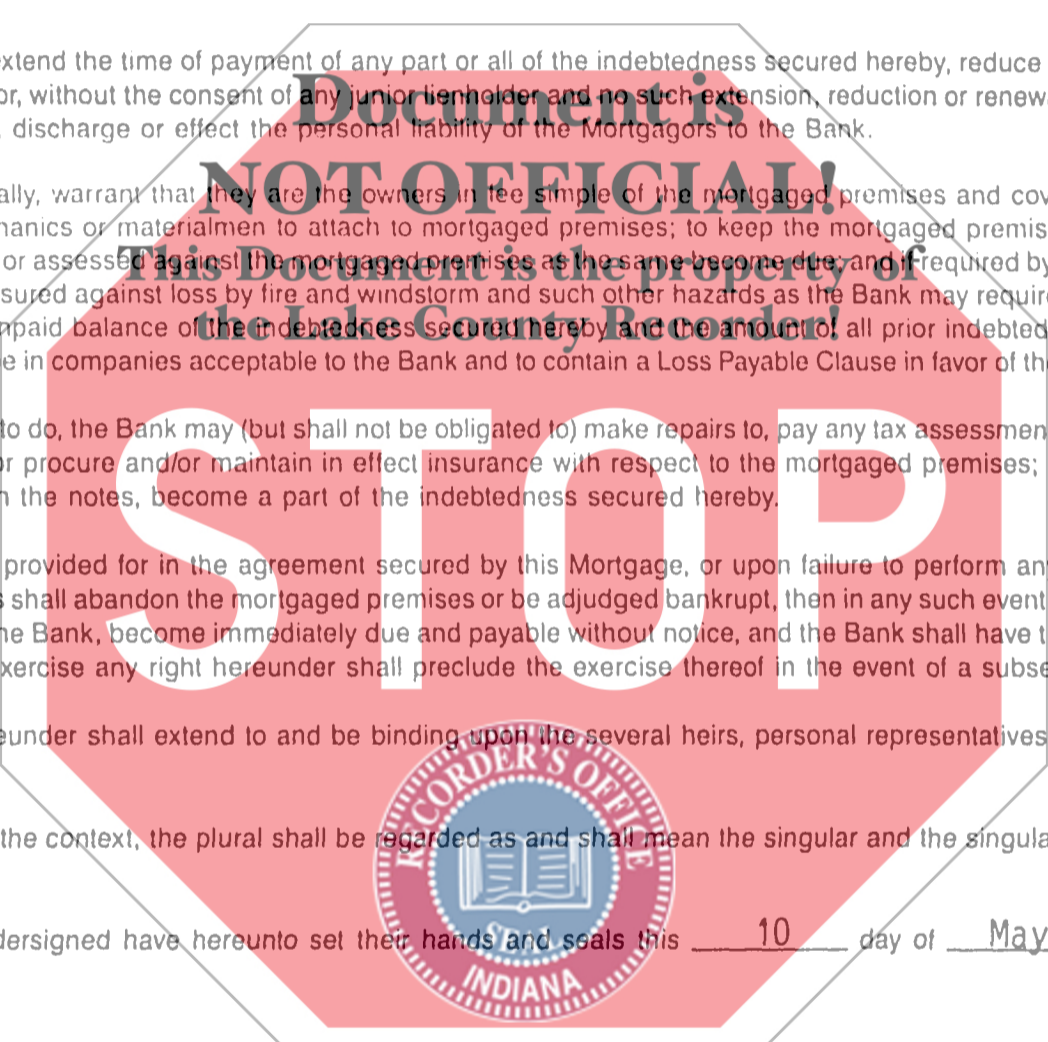 xtend the time of payment of any part or all of the indebtedness secured hereby, reduce
or, without the consent of any junior lienholder and no such extension, reduction or renew
, discharge or effect the personal liability of the Mortgagors to the Bank.
Document is
NOT OFFICIAL!
This Document is the property of
the Lake County Recorder!
ally, warrant that they are the owners in fee simple of the mortgaged premises and cov
hanics or materialmen to attach to mortgaged premises; to keep the mortgaged premis
or assessed against the mortgaged premises as the same become due; and if required by
sured against loss by fire and windstorm and such other hazards as the Bank may requir
npaid balance of the indebtedness secured hereby and the amount of all prior indebted
e in companies acceptable to the Bank and to contain a Loss Payable Clause in favor of th
STOP
to do, the Bank may (but shall not be obligated to) make repairs to, pay any tax assessmen
or procure and/or maintain in effect insurance with respect to the mortgaged premises;
n the notes, become a part of the indebtedness secured hereby.
provided for in the agreement secured by this Mortgage, or upon failure to perform an
s shall abandon the mortgaged premises or be adjudged bankrupt, then in any such event
he Bank, become immediately due and payable without notice, and the Bank shall have t
xercise any right hereunder shall preclude the exercise thereof in the event of a subse
eunder shall extend to and be binding upon the several heirs, personal representatives
the context, the plural shall be regarded as and shall mean the singular and the singula
RECORDER'S OFFICE
SEAL
INDIANA
dersigned have hereunto set their hands and seals this 10 day of May